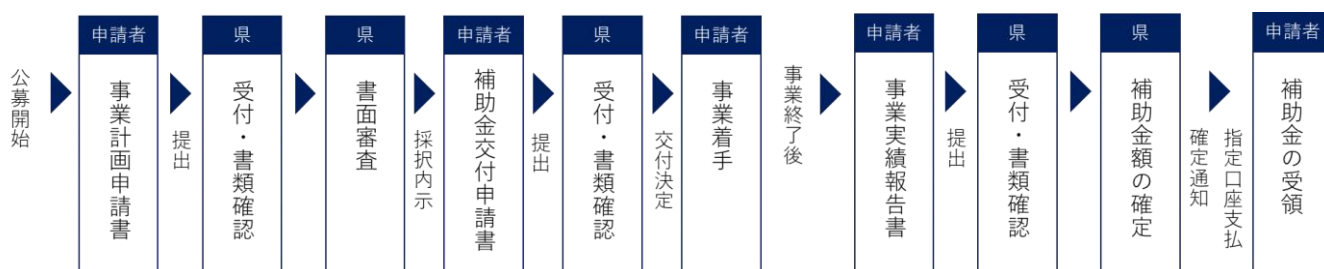 公募開始
申請者
事業計画申請書
提出
県
受付・書類確認
県
書面審査
採択内示
申請者
補助金交付申請書
提出
県
受付・書類確認
交付決定
申請者
事業着手
事業終了後
申請者
事業実績報告書
提出
県
受付・書類確認
県
補助金額の確定
確定通知
指定口座支払
申請者
補助金の受領